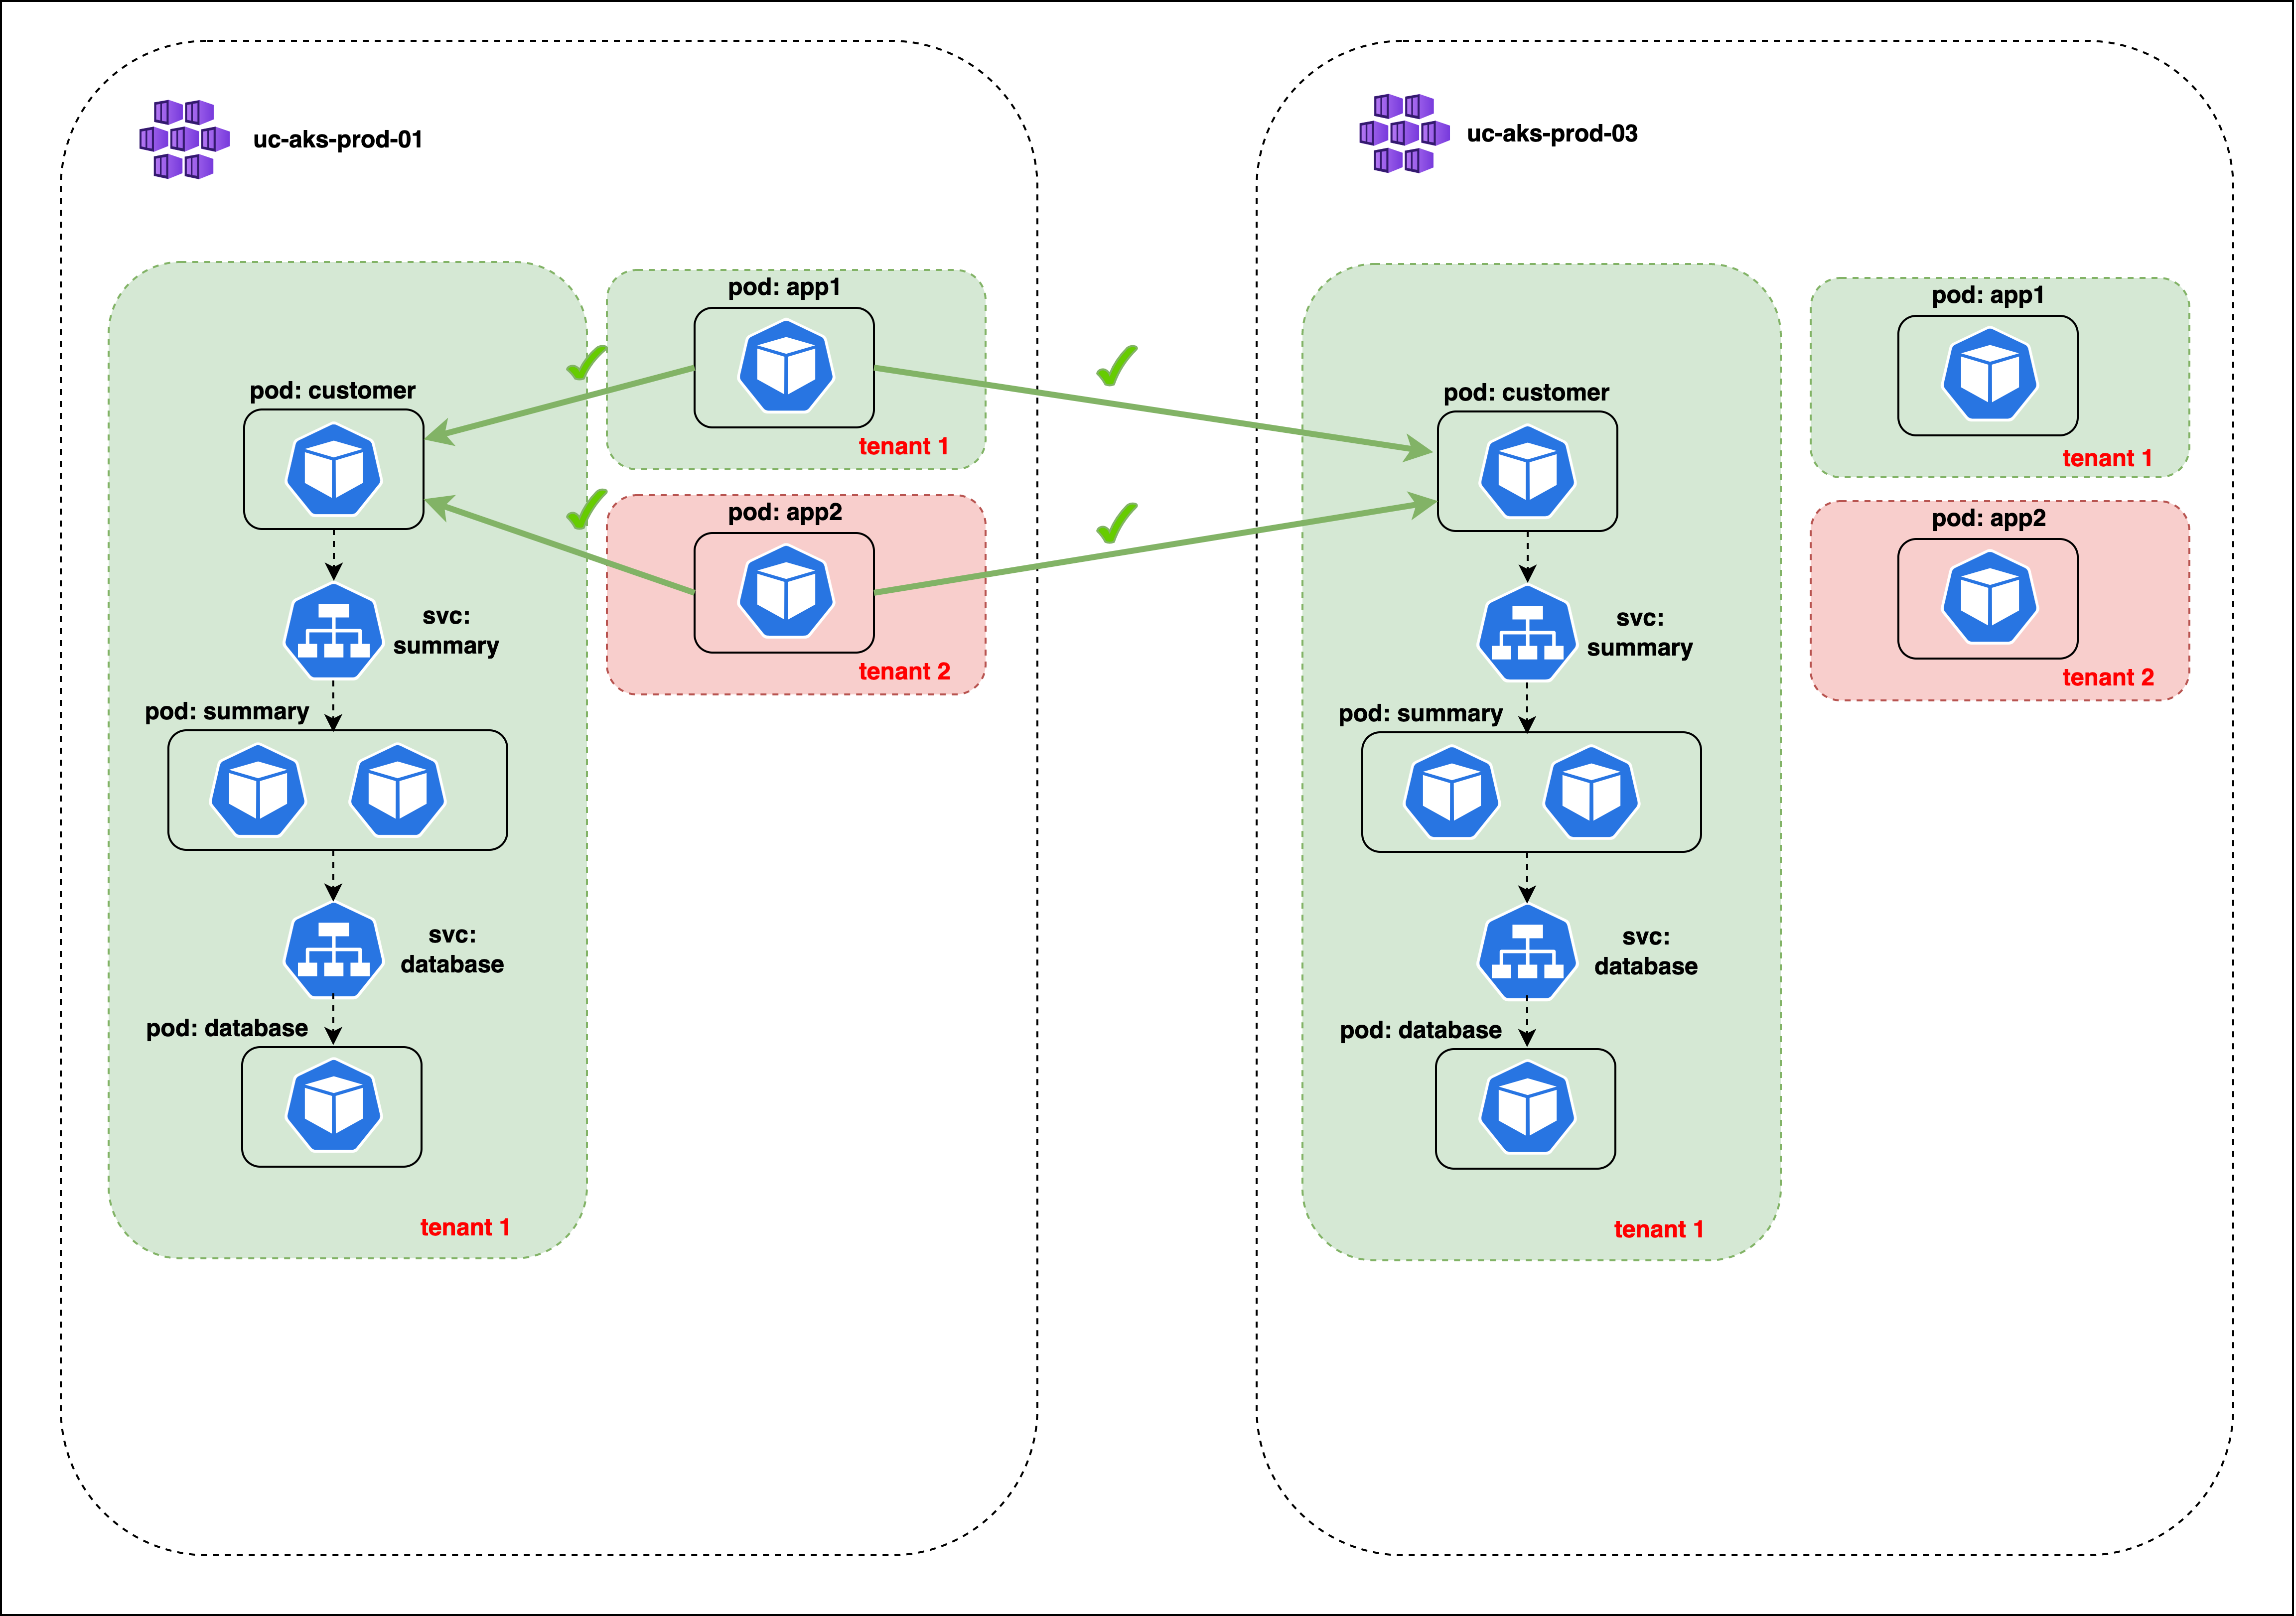 uc-aks-prod-01
pod: app1
tenant 1
pod: customer
pod: app2
tenant 2
svc:
summary
pod: summary
svc:
database
pod: database
tenant 1
uc-aks-prod-03
pod: app1
tenant 1
pod: customer
pod: app2
tenant 2
svc:
summary
pod: summary
svc:
database
pod: database
tenant 1